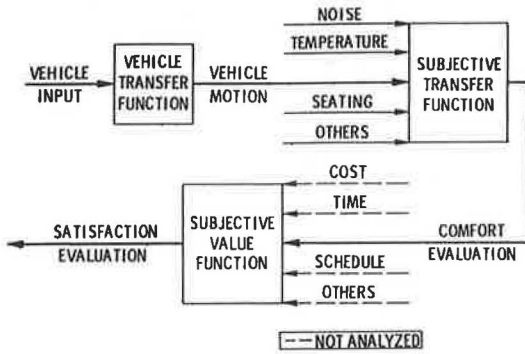 NOISE
TEMPERATURE
VEHICLE
INPUT
VEHICLE
TRANSFER
FUNCTION
VEHICLE
MOTION
SEATING
OTHERS
SUBJECTIVE
TRANSFER
FUNCTION
COST
TIME
SATISFACTION
EVALUATION
SUBJECTIVE
VALUE
FUNCTION
COMFORT
EVALUATION
SCHEDULE
OTHERS
NOT ANALYZED